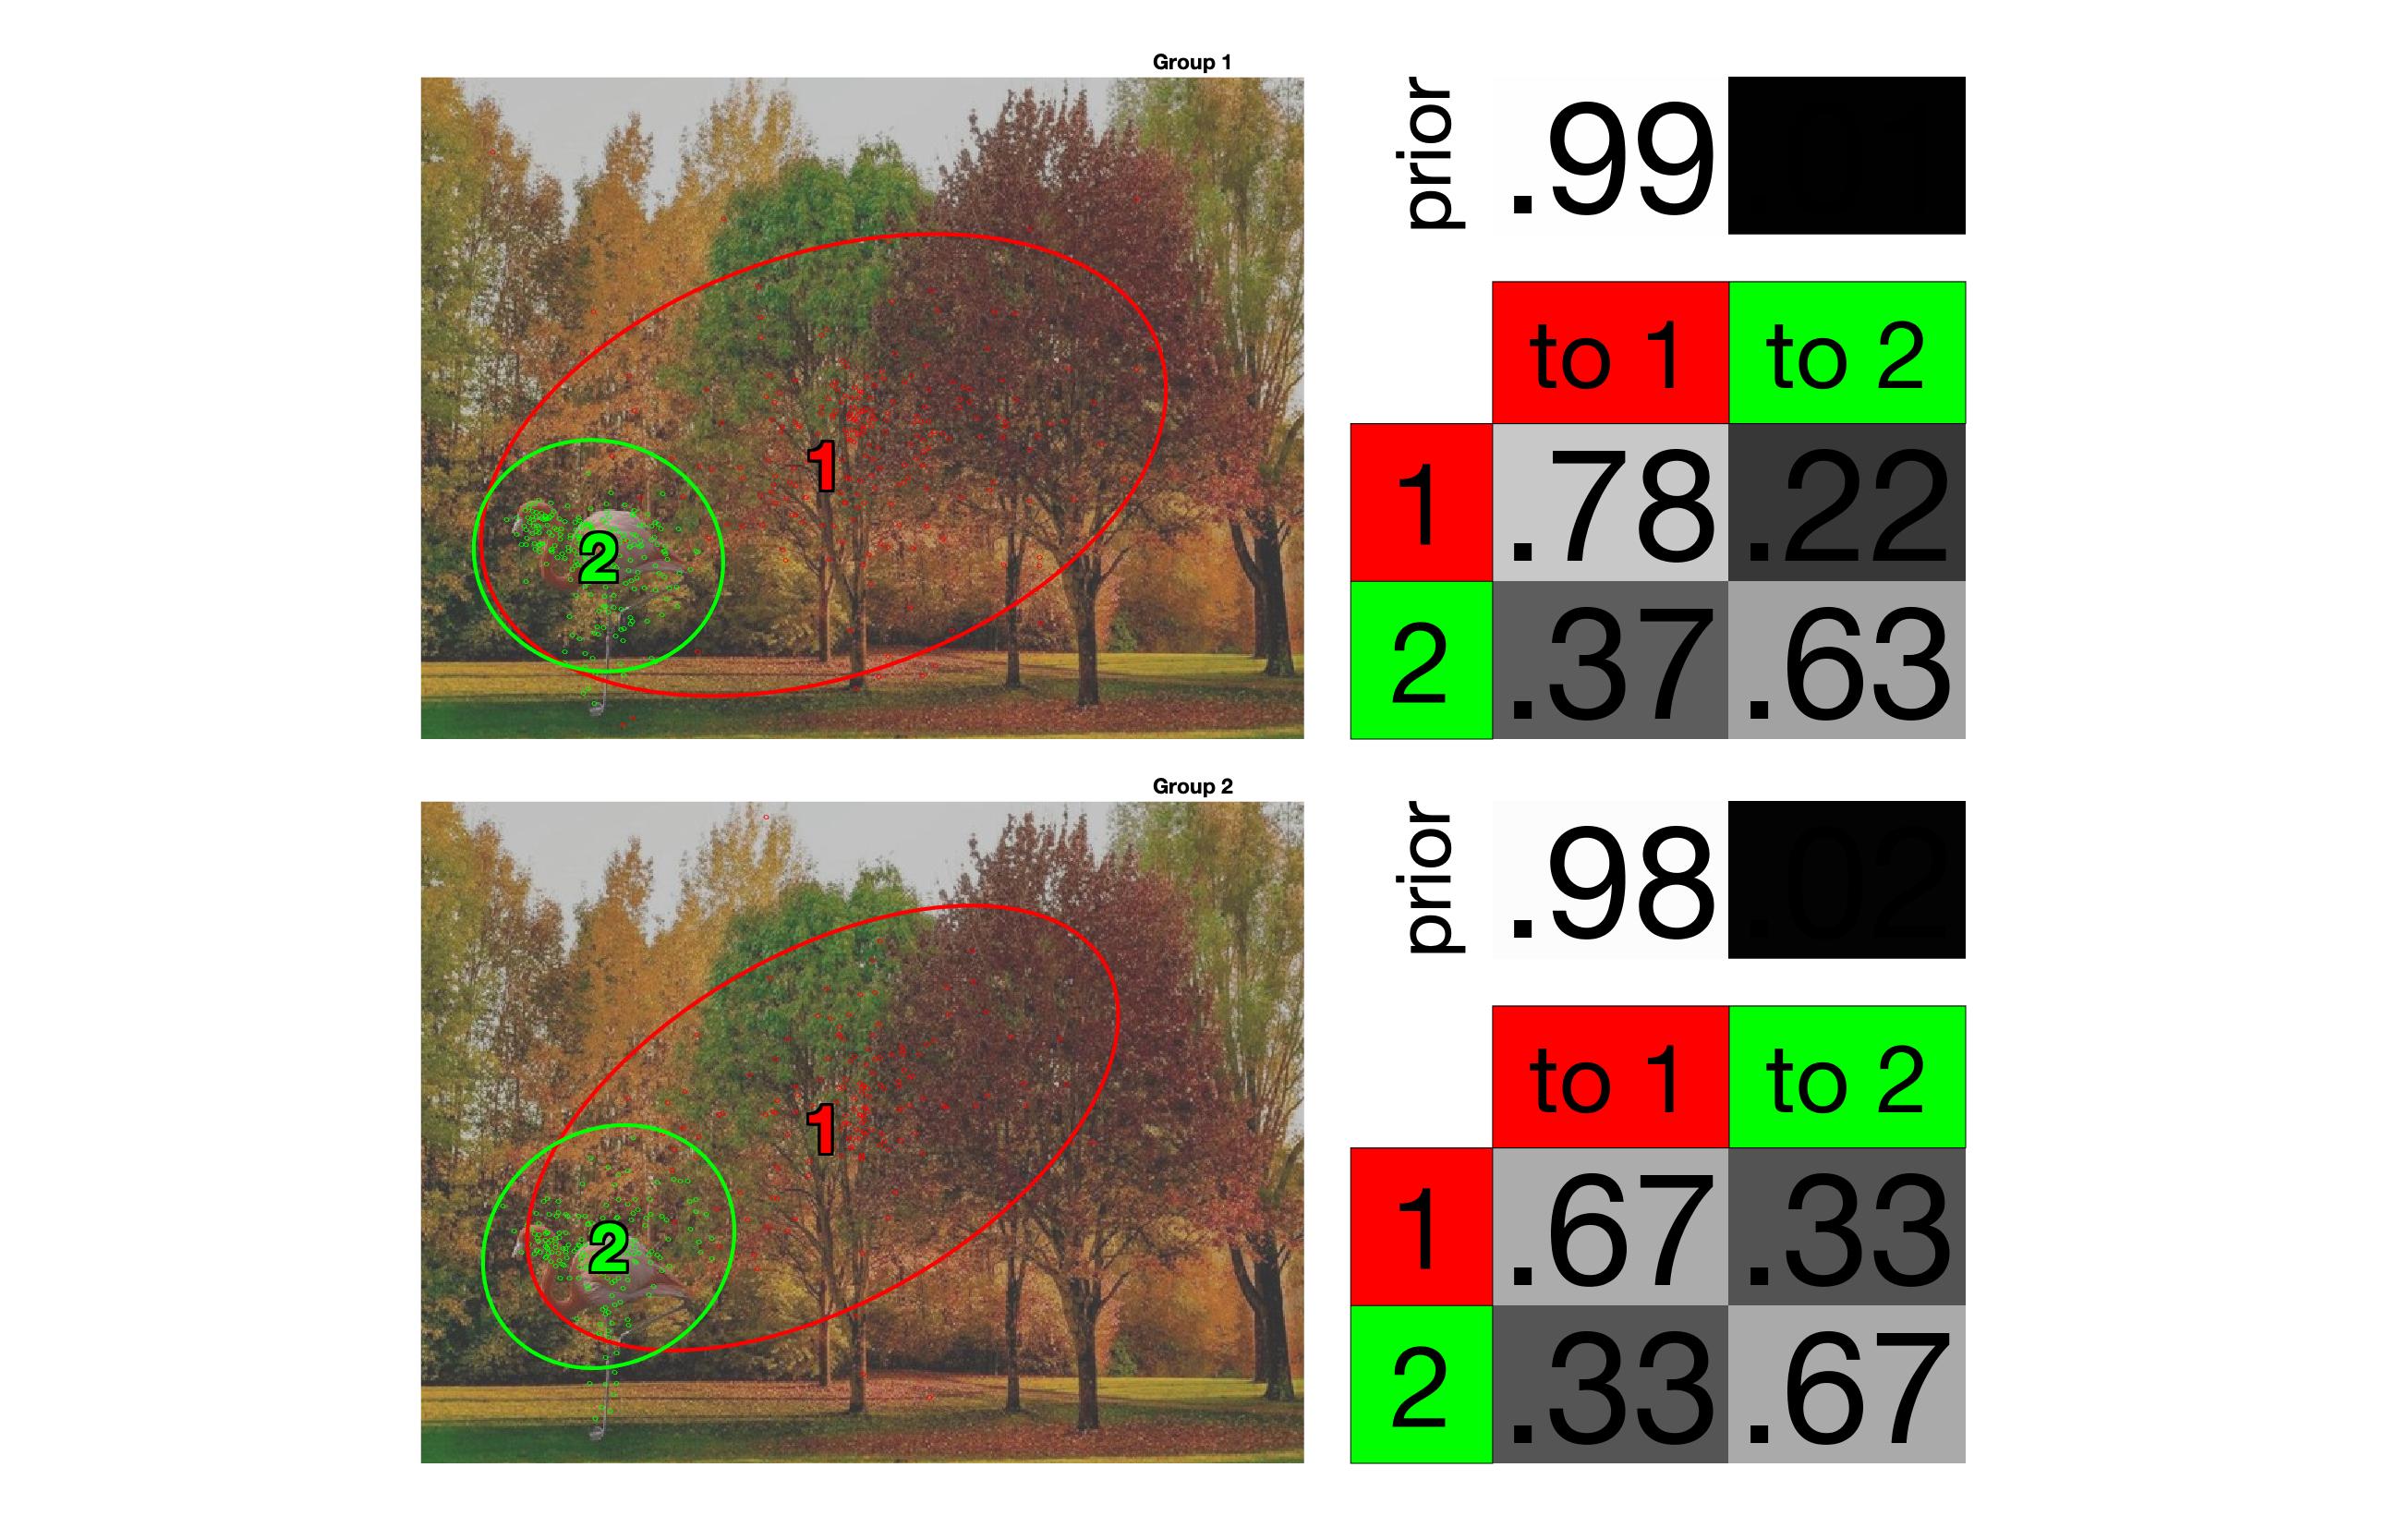 Group 1
1
2
prior
.99
to 1
to 2
1
.78
.22
2
.37
.63
Group 2
1
2
prior
.98
.02
to 1
to 2
1
.67
.33
2
.33
.67